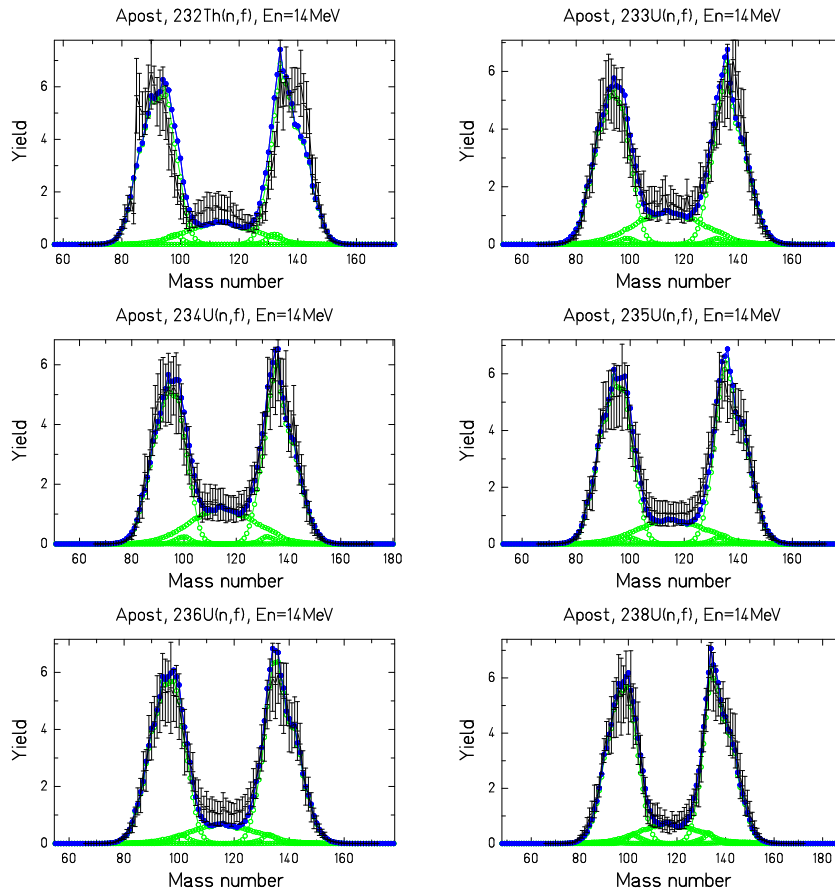 Apost, 232Th(n,f), En=14MeV
Yield
6
4
2
0
60 80 100 120 140 160
Mass number
Apost, 233U(n,f), En=14MeV
Yield
6
4
2
0
60 80 100 120 140 160
Mass number
Apost, 234U(n,f), En=14MeV
Yield
6
4
2
0
60 80 100 120 140 160 180
Mass number
Apost, 235U(n,f), En=14MeV
Yield
6
4
2
0
60 80 100 120 140 160
Mass number
Apost, 236U(n,f), En=14MeV
Yield
6
4
2
0
60 80 100 120 140 160
Mass number
Apost, 238U(n,f), En=14MeV
Yield
6
4
2
0
60 80 100 120 140 160
Mass number